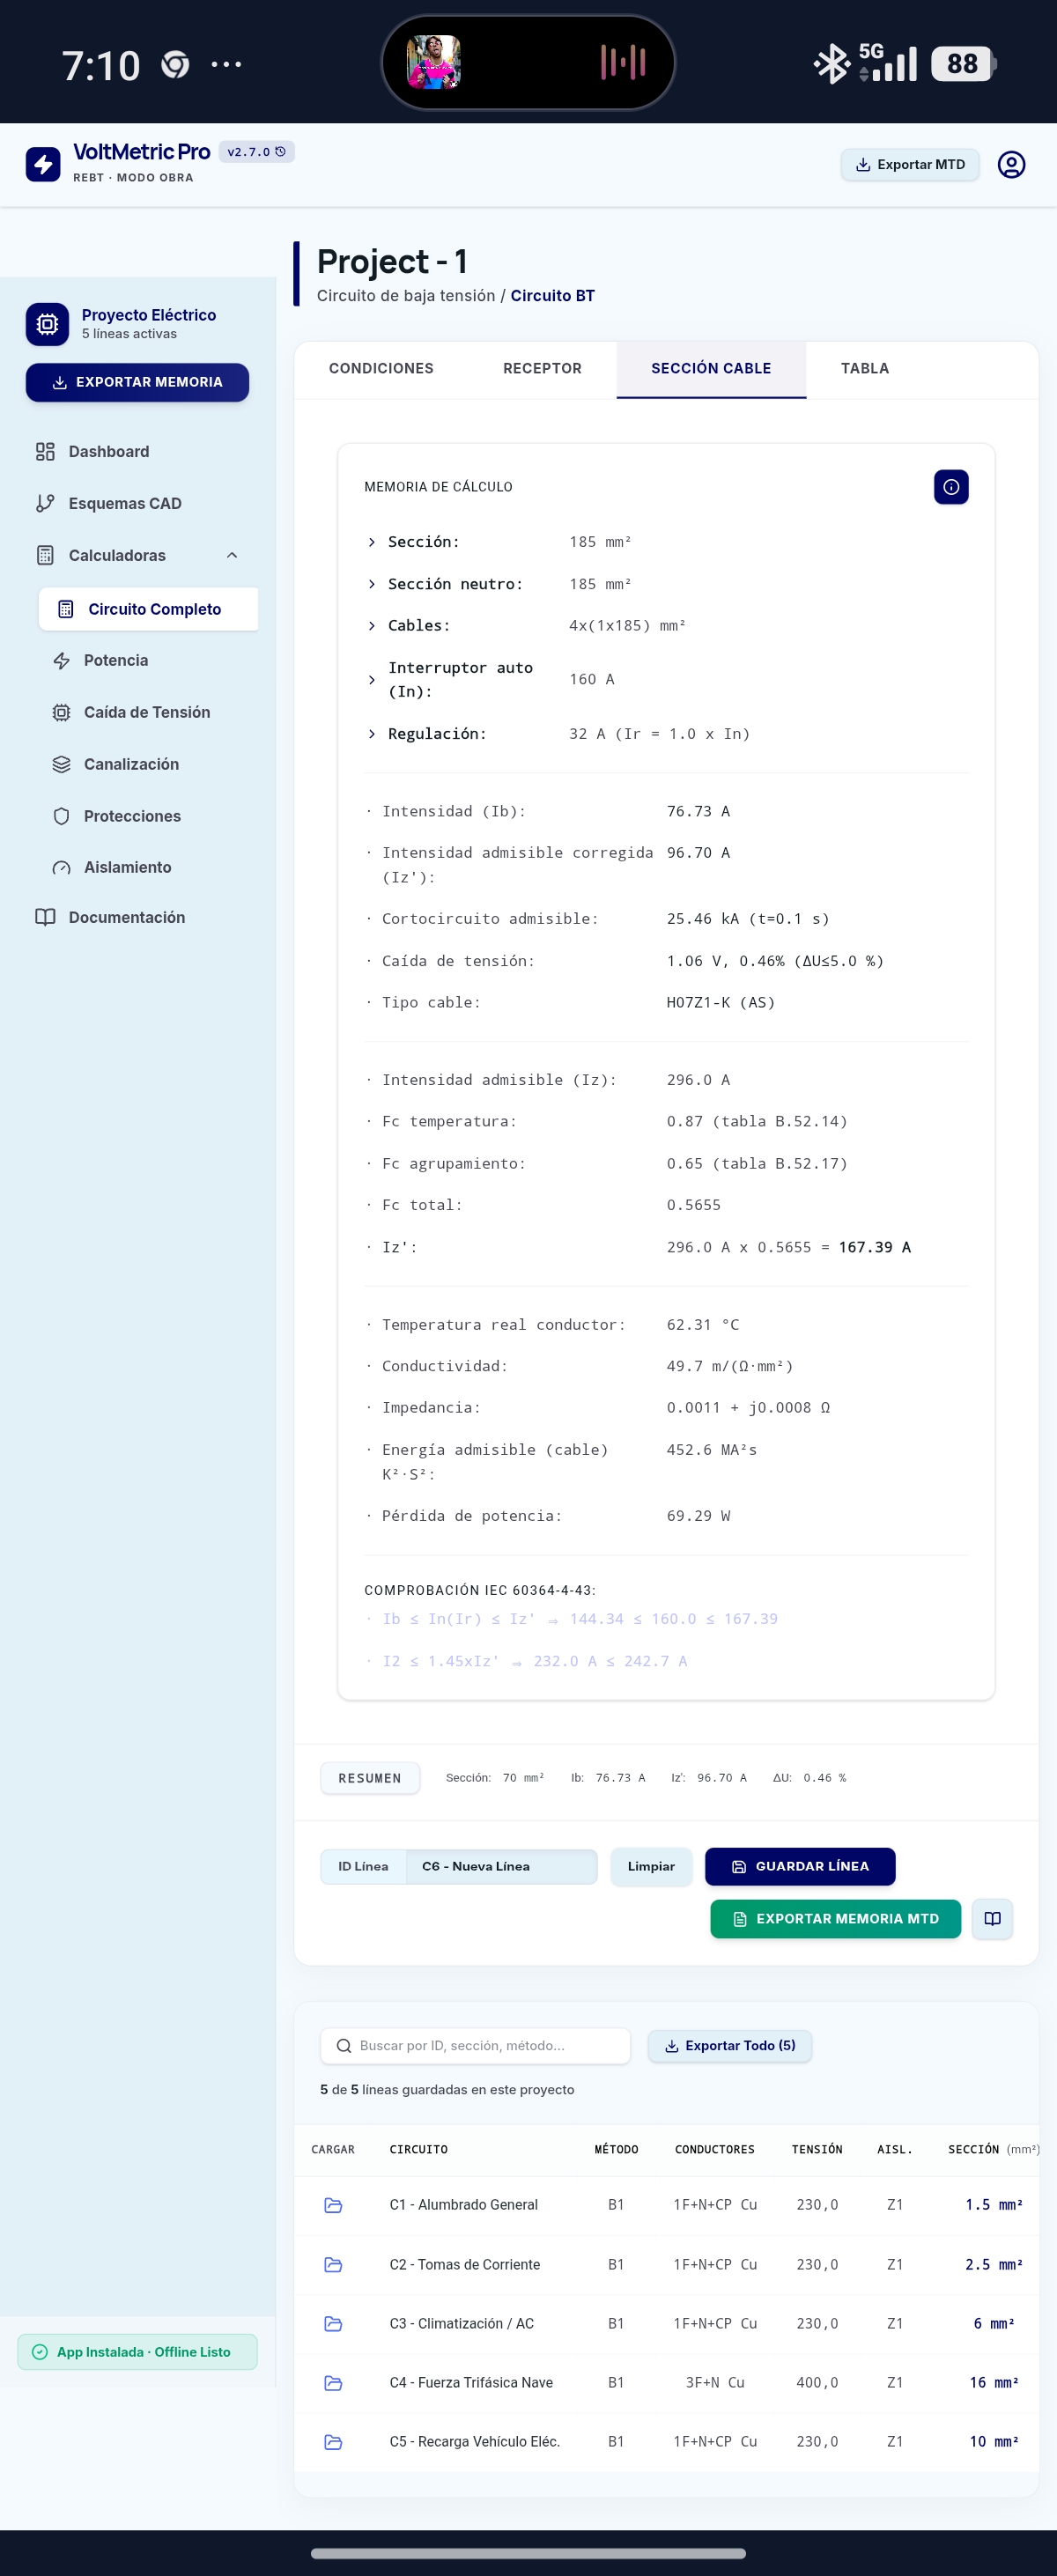 7:10
5G
88
VoltMetric Pro
v2.7.0
REBT · MODO OBRA
Exportar MTD
Project - 1
Circuito de baja tensión / Circuito BT
Proyecto Eléctrico
5 líneas activas
EXPORTAR MEMORIA
Dashboard
Esquemas CAD
Calculadoras
Circuito Completo
Potencia
Caída de Tensión
Canalización
Protecciones
Aislamiento
Documentación
App Instalada · Offline Listo
CONDICIONES
RECEPTOR
SECCIÓN CABLE
TABLA
MEMORIA DE CÁLCULO
Sección: 185 mm²
Sección neutro: 185 mm²
Cables: 4x(1x185) mm²
Interruptor auto
(In): 160 A
Regulación: 32 A (Ir = 1.0 x In)
· Intensidad (Ib): 76.73 A
· Intensidad admisible corregida 96.70 A
(Iz'):
· Cortocircuito admisible: 25.46 kA (t=0.1 s)
· Caída de tensión: 1.06 V, 0.46% (ΔU≤5.0 %)
· Tipo cable: H07Z1-K (AS)
· Intensidad admisible (Iz): 296.0 A
· Fc temperatura: 0.87 (tabla B.52.14)
· Fc agrupamiento: 0.65 (tabla B.52.17)
· Fc total: 0.5655
· Iz': 296.0 A x 0.5655 = 167.39 A
· Temperatura real conductor: 62.31 °C
· Conductividad: 49.7 m/(Ω·mm²)
· Impedancia: 0.0011 + j0.0008 Ω
· Energía admisible (cable) 452.6 MA²s
K²·S²:
· Pérdida de potencia: 69.29 W
COMPROBACIÓN IEC 60364-4-43:
· Ib ≤ In(Ir) ≤ Iz' ⇒ 144.34 ≤ 160.0 ≤ 167.39
· I2 ≤ 1.45xIz' ⇒ 232.0 A ≤ 242.7 A
RESUMEN Sección: 70 mm² Ib: 76.73 A Iz': 96.70 A ΔU: 0.46 %
ID Línea C6 - Nueva Línea Limpiar GUARDAR LÍNEA
EXPORTAR MEMORIA MTD
Buscar por ID, sección, método... Exportar Todo (5)
5 de 5 líneas guardadas en este proyecto
CARGAR CIRCUITO MÉTODO CONDUCTORES TENSIÓN AISL. SECCIÓN (mm²)
C1 - Alumbrado General B1 1F+N+CP Cu 230,0 Z1 1.5 mm²
C2 - Tomas de Corriente B1 1F+N+CP Cu 230,0 Z1 2.5 mm²
C3 - Climatización / AC B1 1F+N+CP Cu 230,0 Z1 6 mm²
C4 - Fuerza Trifásica Nave B1 3F+N Cu 400,0 Z1 16 mm²
C5 - Recarga Vehículo Eléc. B1 1F+N+CP Cu 230,0 Z1 10 mm²